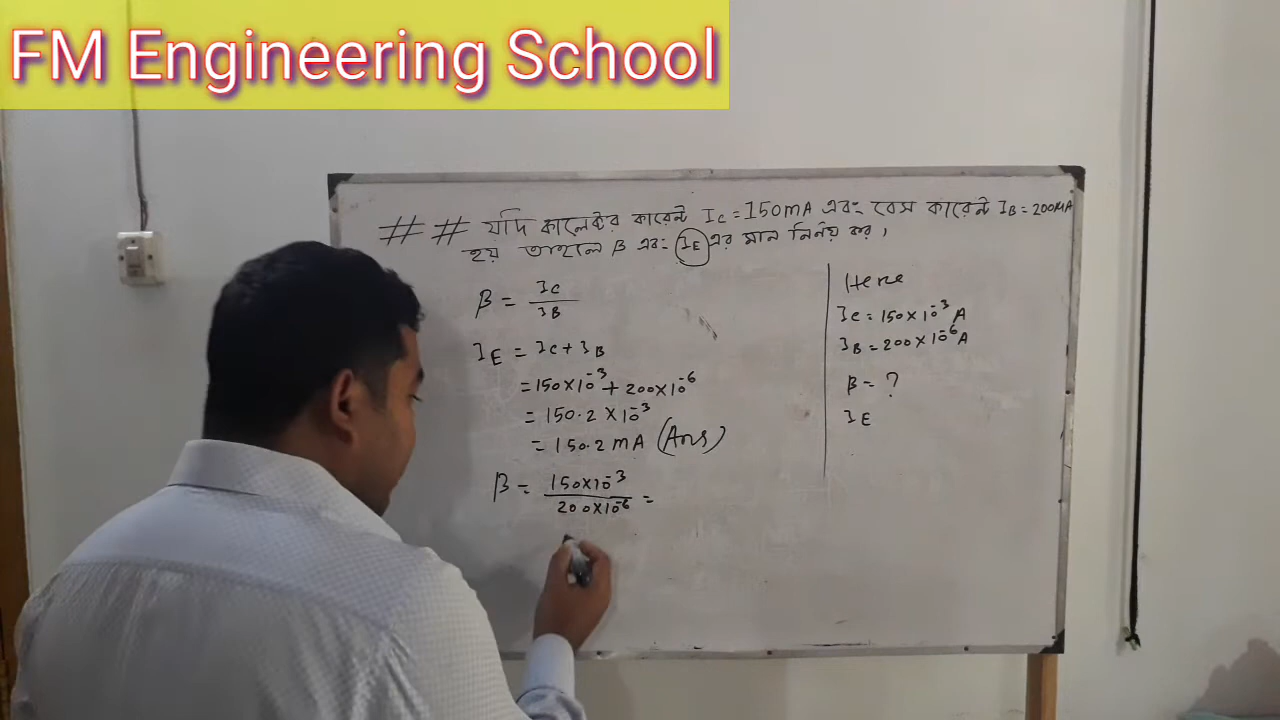 FM Engineering School
## যদি কালেক্টর কারেন্ট IC = 150mA এবং বেস কারেন্ট IB = 200μA
হয় তাহলে β এবং IE এর মান নির্নয় কর।
β = IC / IB
IE = IC + IB
= 150×10⁻³ + 200×10⁻⁶
= 150.2 × 10⁻³
= 150.2 mA (Ans)
β = 150×10⁻³ / 200×10⁻⁶ =
Here
IC = 150×10⁻³ A
IB = 200×10⁻⁶ A
β = ?
IE